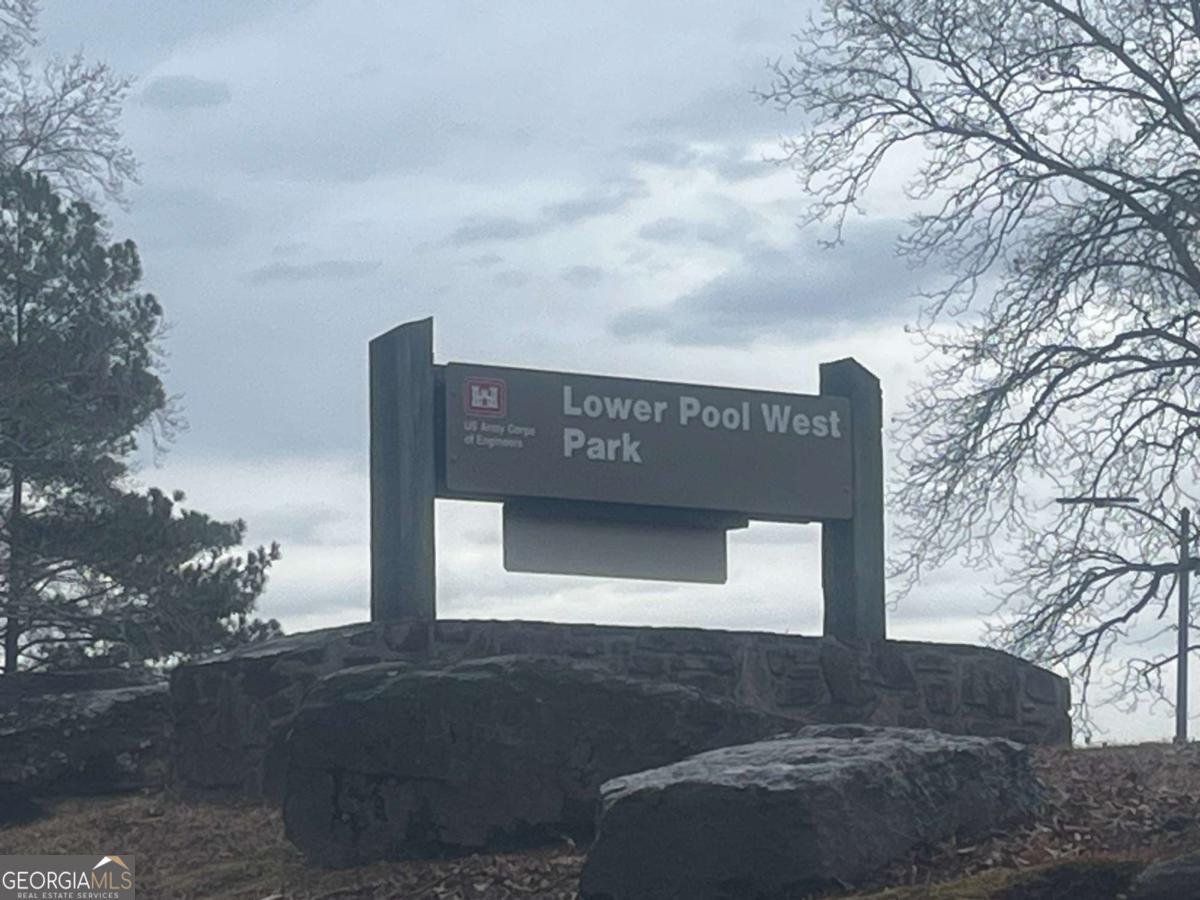 Lower Pool West
Park
US Army Corps
of Engineers
GEORGIAMLS
REAL ESTATE SERVICES